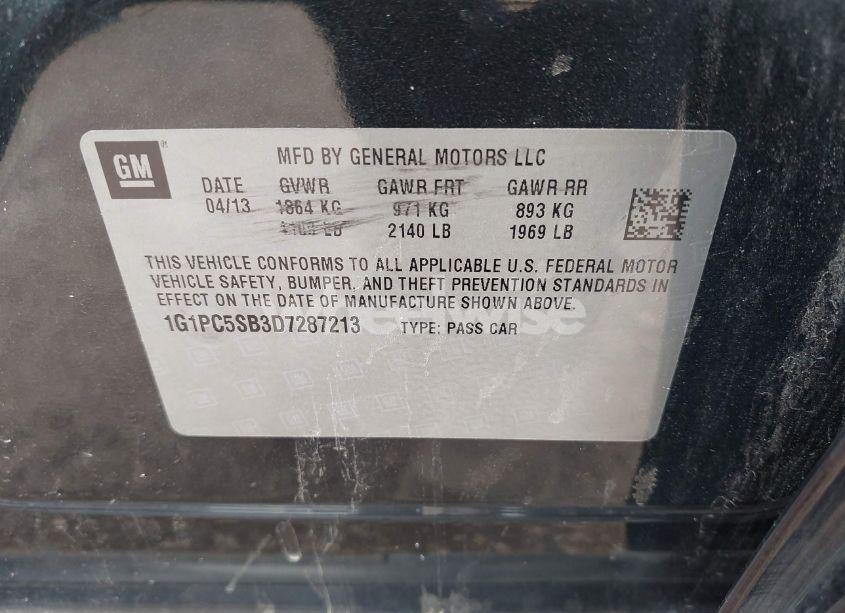 GM
MFD BY GENERAL MOTORS LLC
DATE GVWR GAWR FRT GAWR RR
04/13 1864 KG 971 KG 893 KG
LB 2140 LB 1969 LB
THIS VEHICLE CONFORMS TO ALL APPLICABLE U.S. FEDERAL MOTOR
VEHICLE SAFETY, BUMPER, AND THEFT PREVENTION STANDARDS IN
EFFECT ON THE DATE OF MANUFACTURE SHOWN ABOVE.
1G1PC5SB3D7287213 TYPE: PASS CAR